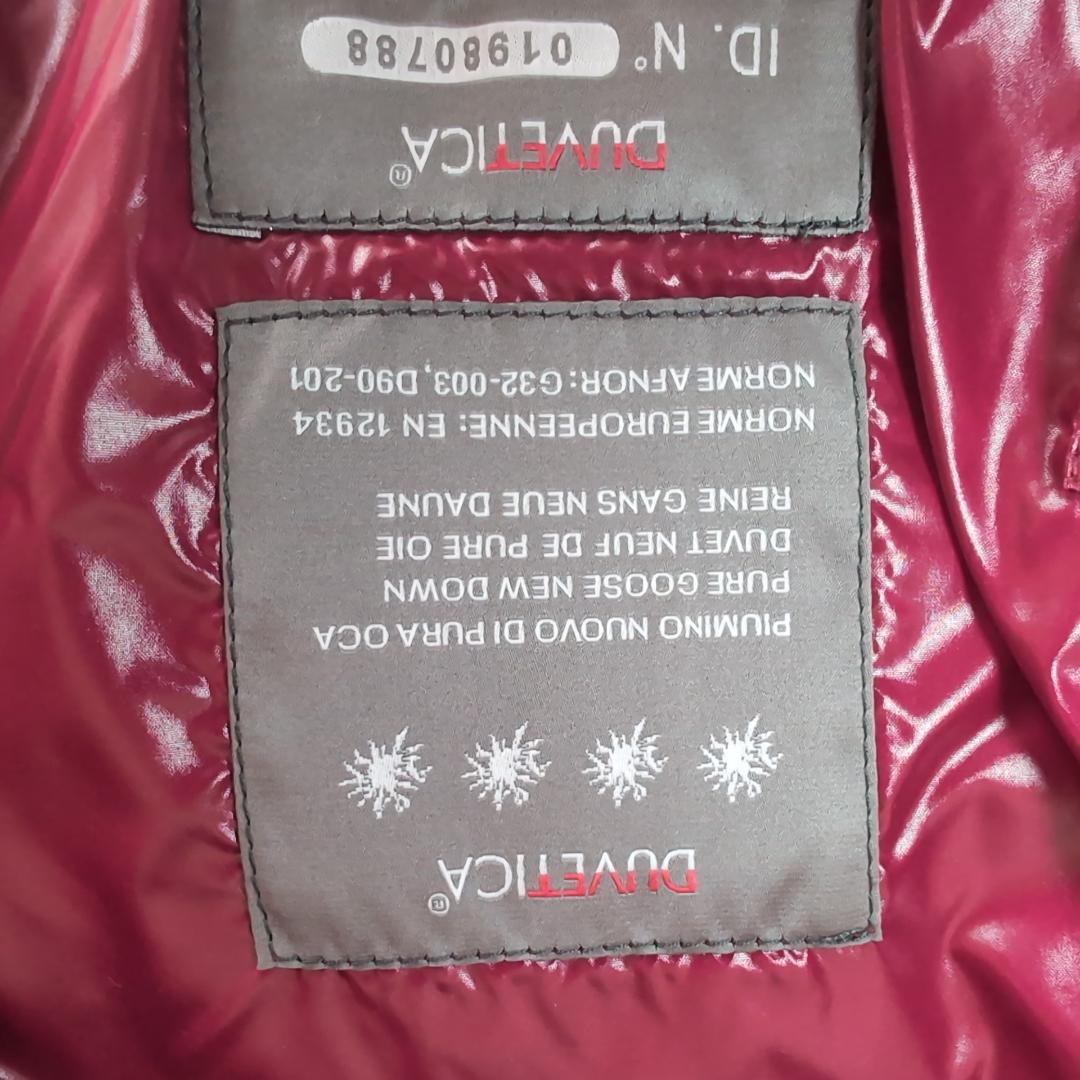 DUVETICA®
PIUMINO NUOVO DI PURA OCA
PURE GOOSE NEW DOWN
DUVET NEUF DE PURE OIE
REINE GANS NEUE DAUNE
NORME EUROPEENNE: EN 12934
NORME AFNOR: G32-003, D90-201
DUVETICA®
ID. N° 01980788